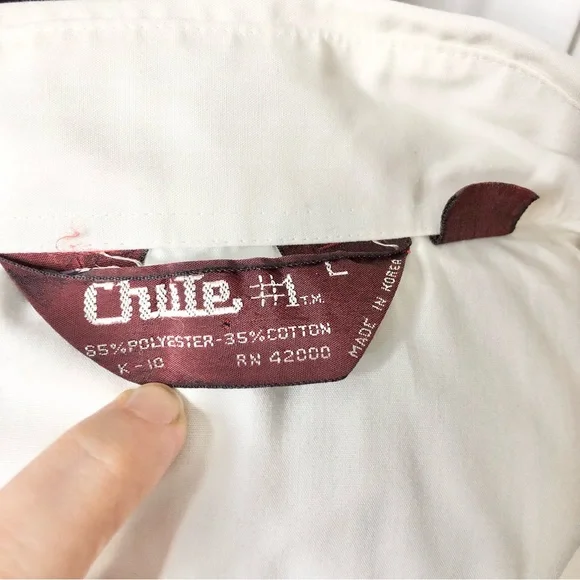 L
Chute #1 T.M.
65% POLYESTER-35% COTTON
K-10 RN 42000
MADE IN KOREA